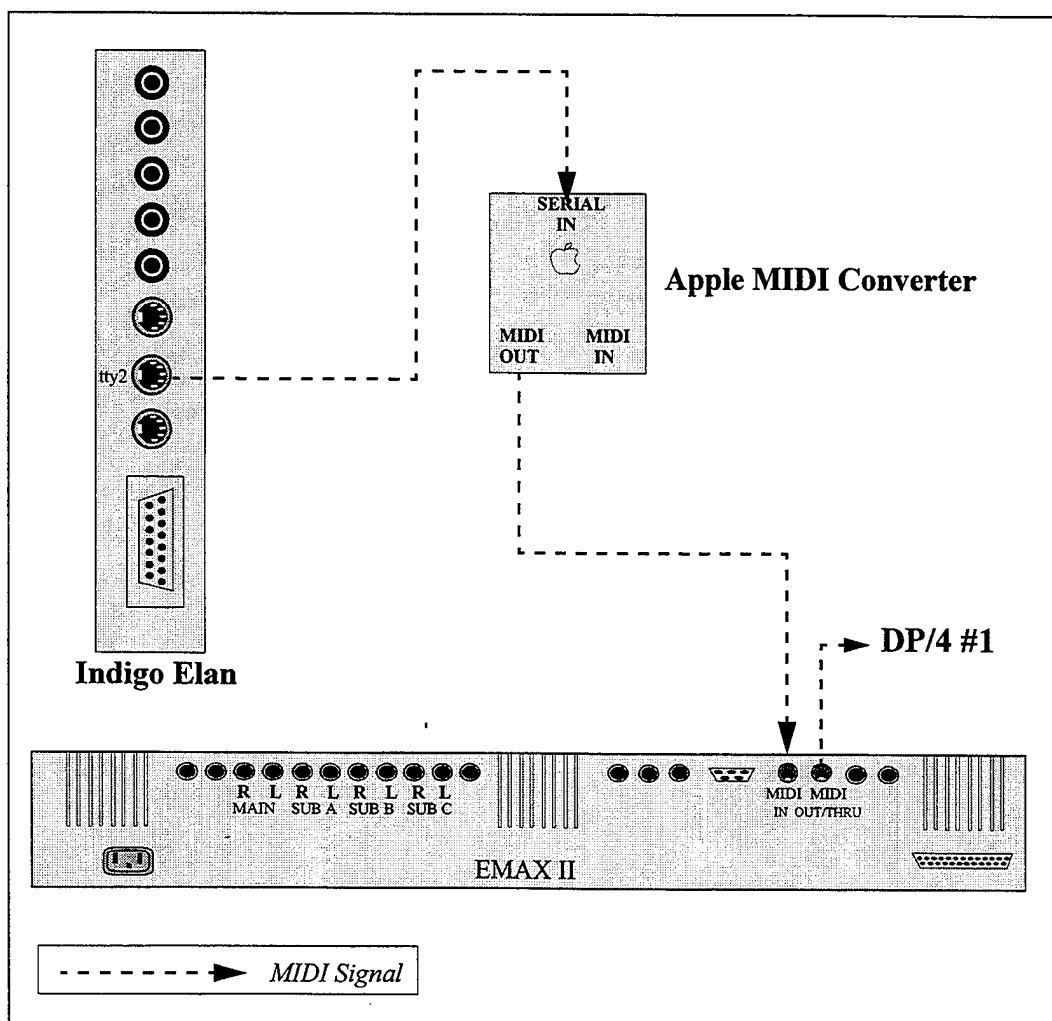 SERIAL
IN
Apple MIDI Converter
MIDI MIDI
OUT IN
tty2
Indigo Elan
DP/4 #1
R L R L R L R L
MAIN SUB A SUB B SUB C
MIDI MIDI
IN OUT/THRU
EMAX II
MIDI Signal